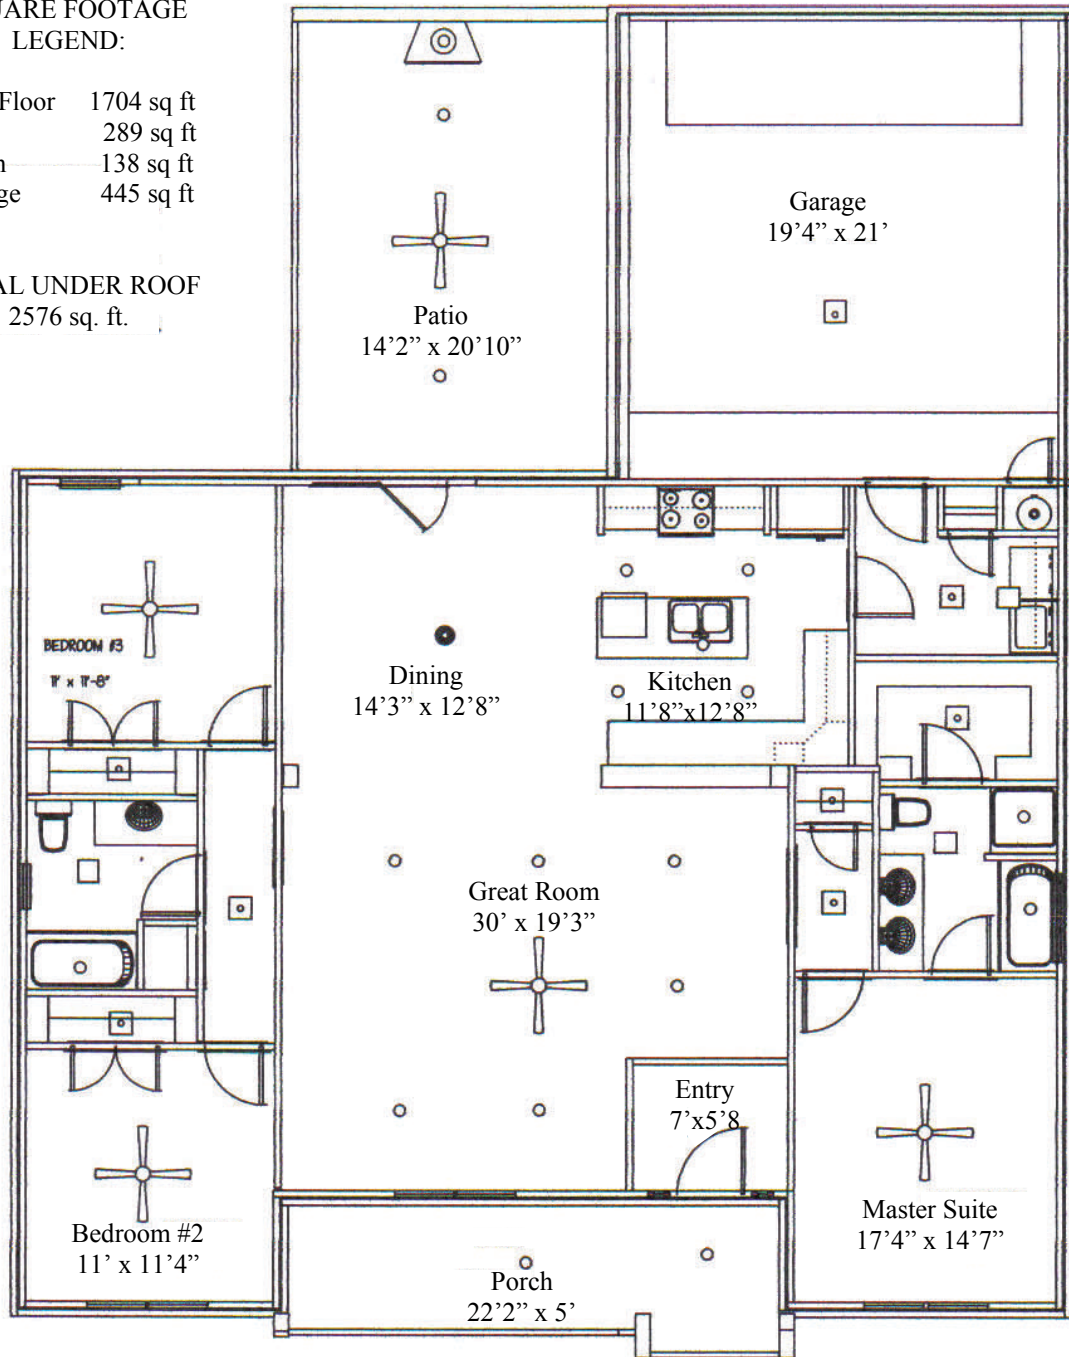 UARE FOOTAGE
LEGEND:
Floor 1704 sq ft
289 sq ft
n 138 sq ft
ge 445 sq ft
AL UNDER ROOF
2576 sq. ft.
Garage
19’4” x 21’
Patio
14’2” x 20’10”
BEDROOM #3
11' x 11'-8"
Dining
14’3” x 12’8”
Kitchen
11’8”x12’8”
Great Room
30’ x 19’3”
Entry
7’x5’8
Bedroom #2
11’ x 11’4”
Master Suite
17’4” x 14’7”
Porch
22’2” x 5’